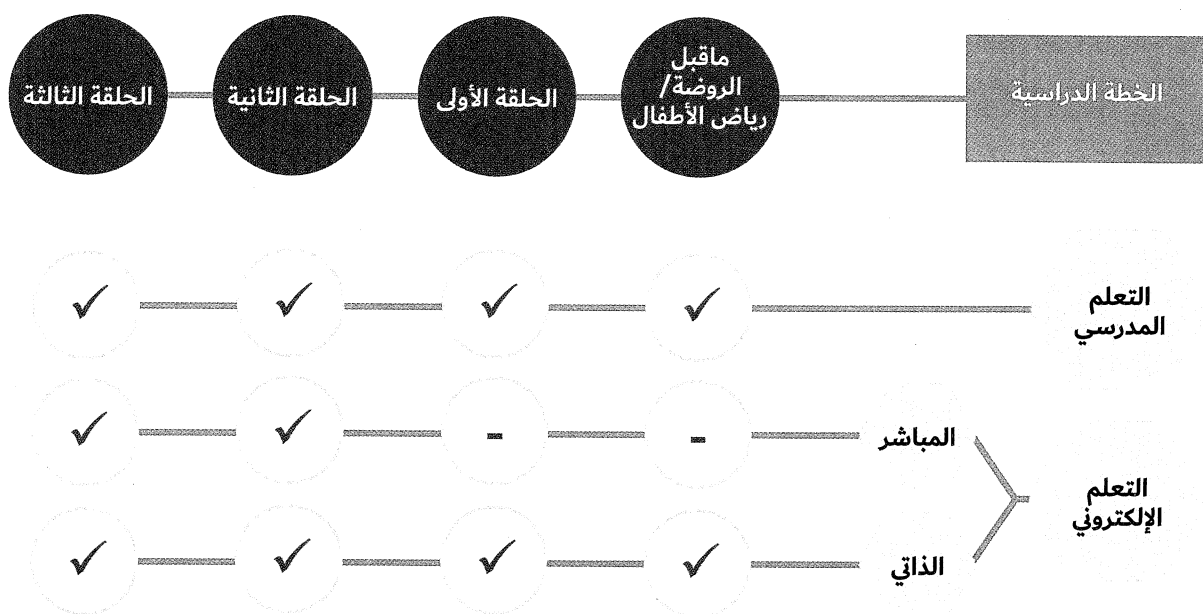 الخطة الدراسية
ماقبل
الروضة/
رياض الأطفال
الحلقة الأولى
الحلقة الثانية
الحلقة الثالثة
التعلم
المدرسي
✓ ✓ ✓ ✓
التعلم
الإلكتروني
المباشر
- - ✓ ✓
الذاتي
✓ ✓ ✓ ✓